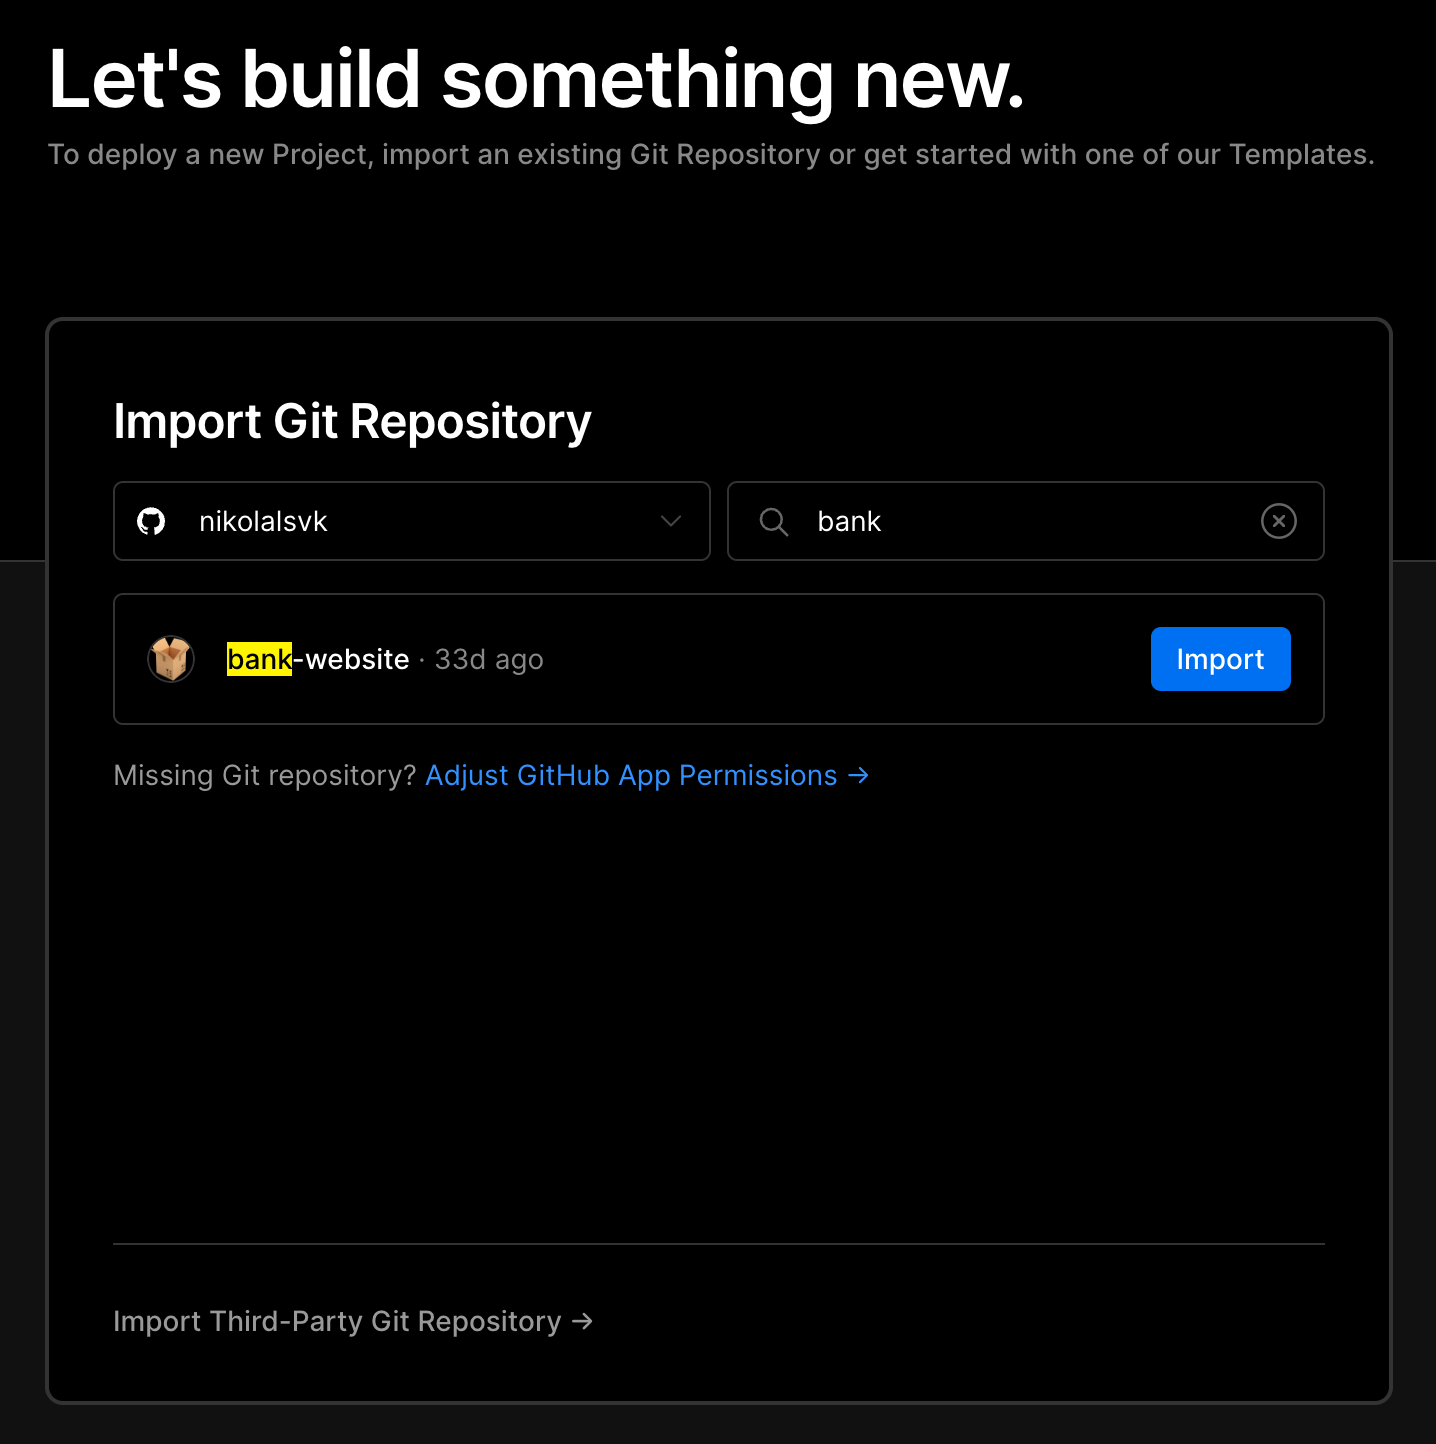 Let's build something new.
To deploy a new Project, import an existing Git Repository or get started with one of our Templates.
Import Git Repository
nikolalsvk
bank
bank-website · 33d ago
Import
Missing Git repository? Adjust GitHub App Permissions →
Import Third-Party Git Repository →